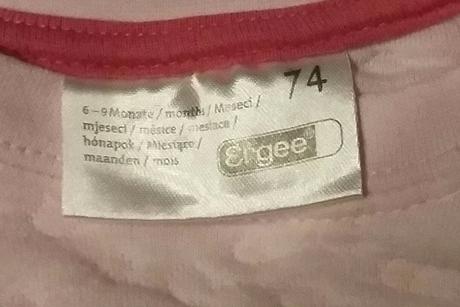 74
6-9 Monate / months / Meseci /
mjeseci / měsíce / mesiace /
hónapok / Miesiące /
maanden / mois
Ergee®